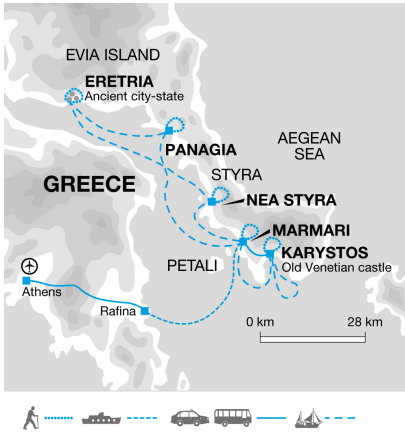 EVIA ISLAND
ERETRIA
Ancient city-state
PANAGIA
AEGEAN
SEA
STYRA
GREECE
NEA STYRA
MARMARI
KARYSTOS
Old Venetian castle
PETALI
Athens
Rafina
0 km
28 km